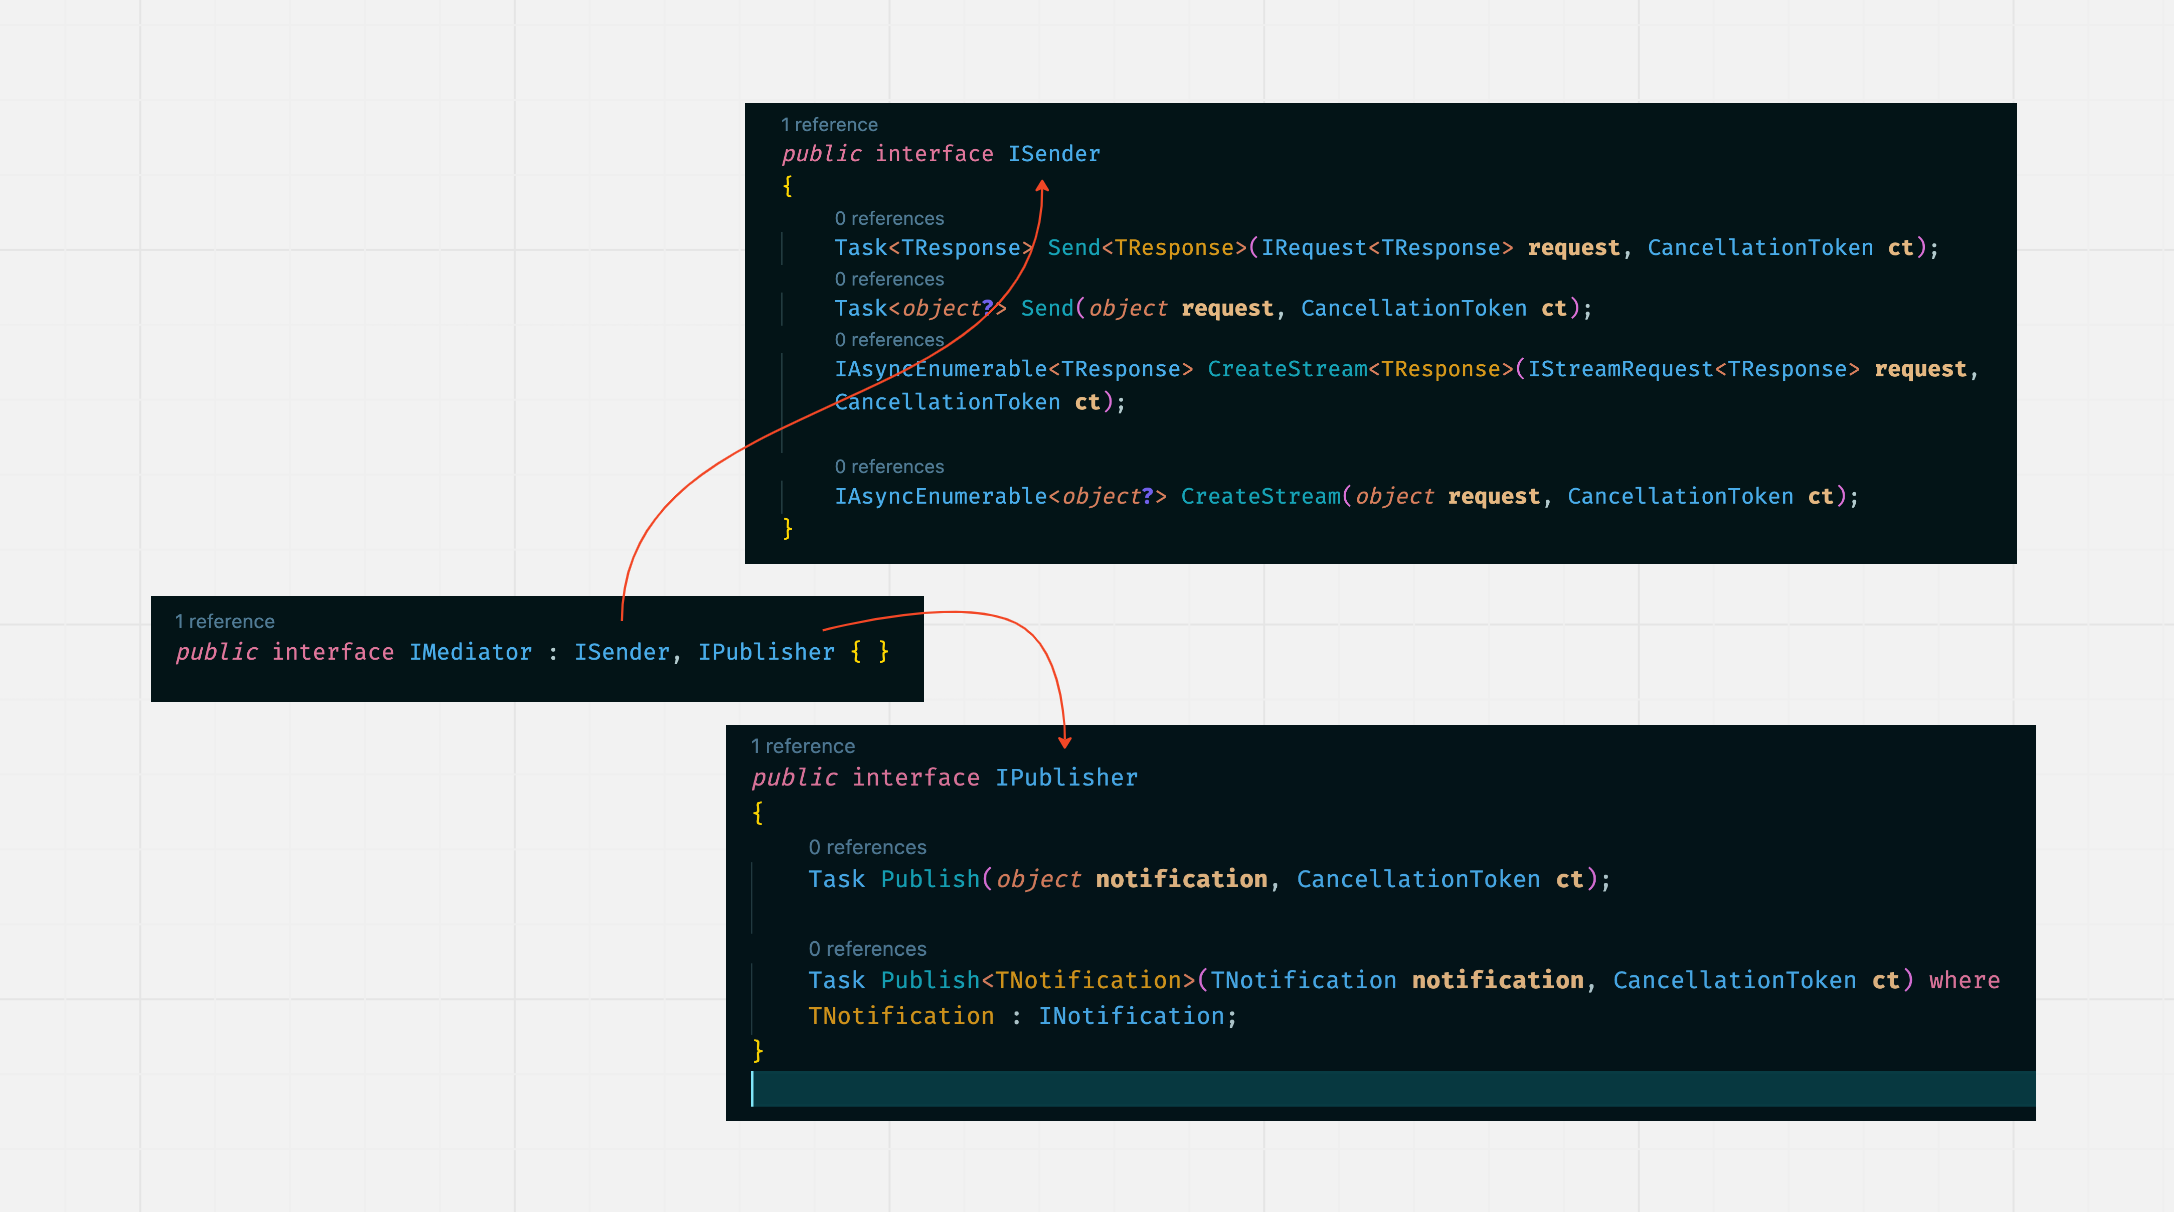 1 reference
public interface ISender
{
0 references
Task<TResponse> Send<TResponse>(IRequest<TResponse> request, CancellationToken ct);
0 references
Task<object?> Send(object request, CancellationToken ct);
0 references
IAsyncEnumerable<TResponse> CreateStream<TResponse>(IStreamRequest<TResponse> request,
CancellationToken ct);
0 references
IAsyncEnumerable<object?> CreateStream(object request, CancellationToken ct);
}
1 reference
public interface IMediator : ISender, IPublisher { }
1 reference
public interface IPublisher
{
0 references
Task Publish(object notification, CancellationToken ct);
0 references
Task Publish<TNotification>(TNotification notification, CancellationToken ct) where
TNotification : INotification;
}